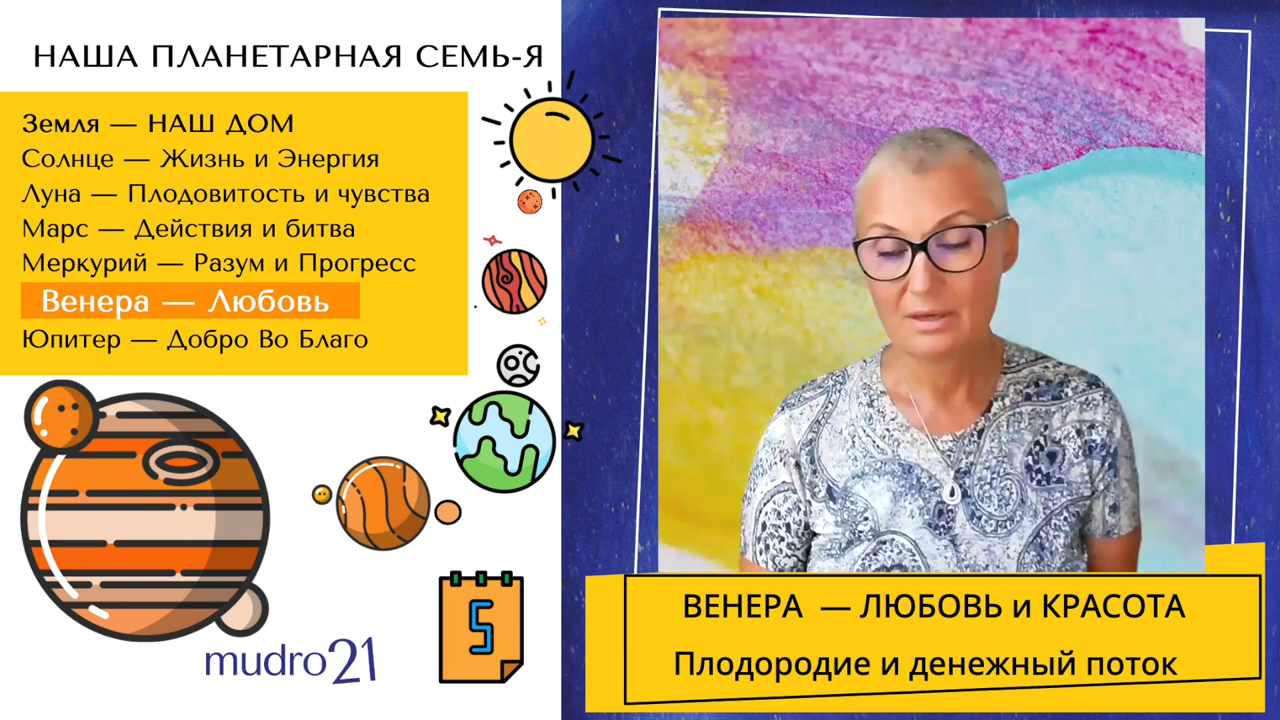 НАША ПЛАНЕТАРНАЯ СЕМЬ-Я
Земля — НАШ ДОМ
Солнце — Жизнь и Энергия
Луна — Плодовитость и чувства
Марс — Действия и битва
Меркурий — Разум и Прогресс
Венера — Любовь
Юпитер — Добро Во Благо
mudro21
5
ВЕНЕРА — ЛЮБОВЬ и КРАСОТА
Плодородие и денежный поток